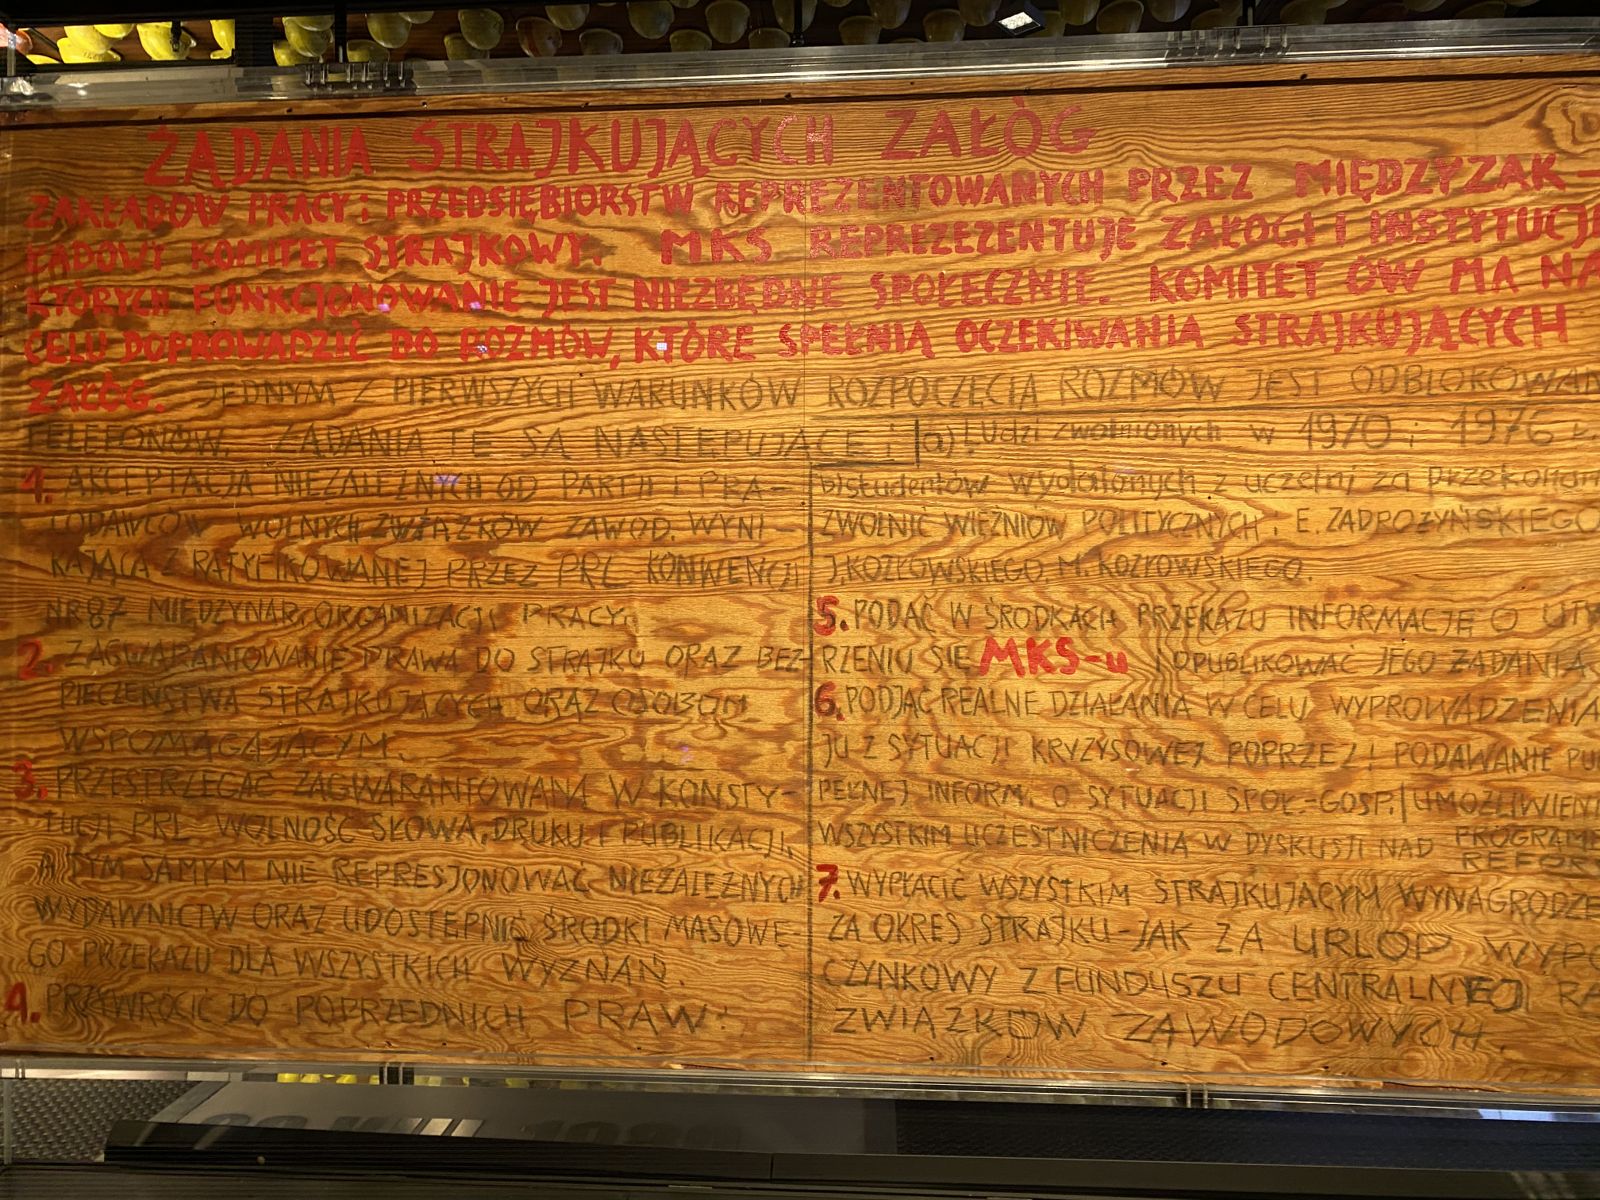 ŻĄDANIA STRAJKUJĄCYCH ZAŁÓG
ZAKŁADÓW PRACY i PRZEDSIĘBIORSTW REPREZENTOWANYCH PRZEZ MIĘDZYZAK-
ŁADOWY KOMITET STRAJKOWY. MKS REPREZEZENTUJE ZAŁOGI I INSTYTUCJE
KTÓRYCH FUNKCJONOWANIE JEST NIEZBĘDNE SPOŁECZNIE. KOMITET ÓW MA NA
CELU DOPROWADZIĆ DO ROZMÓW, KTÓRE SPEŁNIĄ OCZEKIWANIA STRAJKUJĄCYCH
ZAŁÓG. JEDNYM Z PIERWSZYCH WARUNKÓW ROZPOCZĘCIA ROZMÓW JEST ODBLOKOWAN
TELEFONÓW. ŻĄDANIA TE SĄ NASTĘPUJĄCE:
1. AKCEPTACJA NIEZALEŻNYCH OD PARTII I PRA-
CODAWCÓW WOLNYCH ZWIĄZKÓW ZAWOD. WYNI-
KAJĄCA Z RATYFIKOWANEJ PRZEZ PRL KONWENCJI
NR 87 MIĘDZYNAR. ORGANIZACJI PRACY.
2. ZAGWARANTOWANIE PRAWA DO STRAJKU ORAZ BEZ-
PIECZEŃSTWA STRAJKUJĄCYCH ORAZ OSOBOM
WSPOMAGAJĄCYM.
3. PRZESTRZEGAĆ ZAGWARANTOWANĄ W KONSTY-
TUCJI PRL WOLNOŚĆ SŁOWA, DRUKU I PUBLIKACJI,
A TYM SAMYM NIE REPRESJONOWAĆ NIEZALEŻNYCH
WYDAWNICTW ORAZ UDOSTĘPNIĆ ŚRODKI MASOWE-
GO PRZEKAZU DLA WSZYSTKICH WYZNAŃ.
4. PRZYWRÓCIĆ DO POPRZEDNICH PRAW:
a). Ludzi zwolnionych w 1970 i 1976 r.
b) studentów wydalonych z uczelni za przekonan
ZWOLNIĆ WIĘŹNIÓW POLITYCZNYCH: E. ZADROŻYŃSKIEGO
J. KOZŁOWSKIEGO. M. KOZŁOWSKIEGO.
5. PODAĆ W ŚRODKACH PRZEKAZU INFORMACJĘ O UTW
RZENIU SIĘ MKS-u I OPUBLIKOWAĆ JEGO ŻĄDANIA
6. PODJĄĆ REALNE DZIAŁANIA W CELU WYPROWADZENIA
JU Z SYTUACJI KRYZYSOWEJ POPRZEZ: PODAWANIE PU
PEŁNEJ INFORM. O SYTUACJI SPOŁ.-GOSP. | UMOŻLIWIENI
WSZYSTKIM UCZESTNICZENIA W DYSKUSJI NAD PROGRAME
REFOR
7. WYPŁACIĆ WSZYSTKIM STRAJKUJĄCYM WYNAGRODZE
ZA OKRES STRAJKU-JAK ZA URLOP WYPO
CZYNKOWY Z FUNDUSZU CENTRALNEJ RA
ZWIĄZKÓW ZAWODOWYCH.